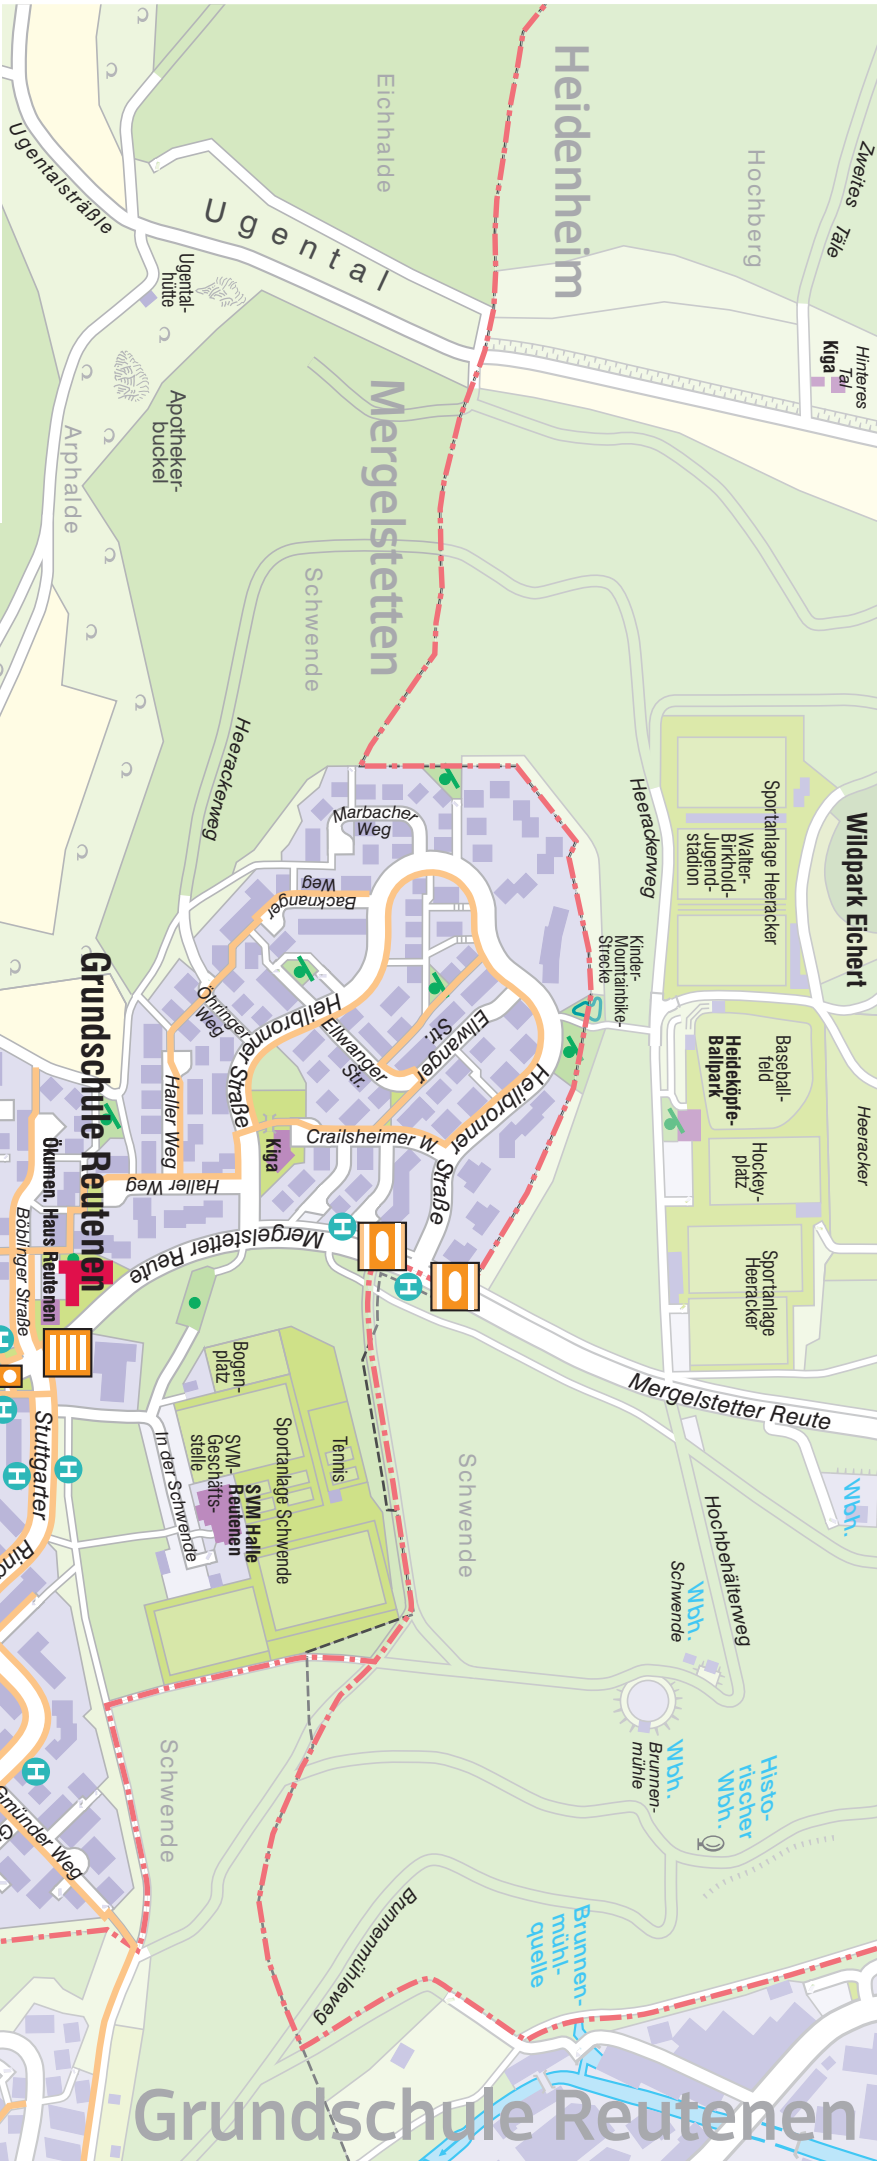 Heidenheim
Eichhalde
Hochberg
Zweites Täle
Ugentalsträßle
Ugental
Ugental-
hütte
Hinteres
Tal
Kiga
Apotheker-
buckel
Arphalde
Mergelstetten
Schwende
Heerackerweg
Heerackerweg
Sportanlage Heeracker
Walter-
Birkhold-
Jugend-
stadion
Wildpark Eichert
Marbacher
Weg
Backnanger
Weg
Kinder-
Mountainbike-
Strecke
Öhringer
Weg
Heilbronner Straße
Ellwanger
Str.
Ellwanger
Str.
Heilbronner Straße
Baseball-
feld
Heideköpfe-
Ballpark
Heeracker
Hockey-
platz
Sportanlage
Heeracker
Crailsheimer W.
Kiga
Haller Weg
Haller Weg
Grundschule Reutenen
Ökumen. Haus Reutenen
Böblinger Straße
Mergelstetter Reute
H
H
H
H
H
H
H
Mergelstetter Reute
Stuttgarter Ring
Bogen-
platz
Tennis
Sportanlage Schwende
SVM Halle
Reutenen
SVM-
Geschäfts-
stelle
In der Schwende
Schwende
Wbh.
Hochbehälterweg
Wbh.
Schwende
Wbh.
Brunnen-
mühle
Histo-
rischer
Wbh.
Schwende
Gmünder Weg
Brunnenmühleweg
Brunnen-
mühl-
quelle
Grundschule Reutenen